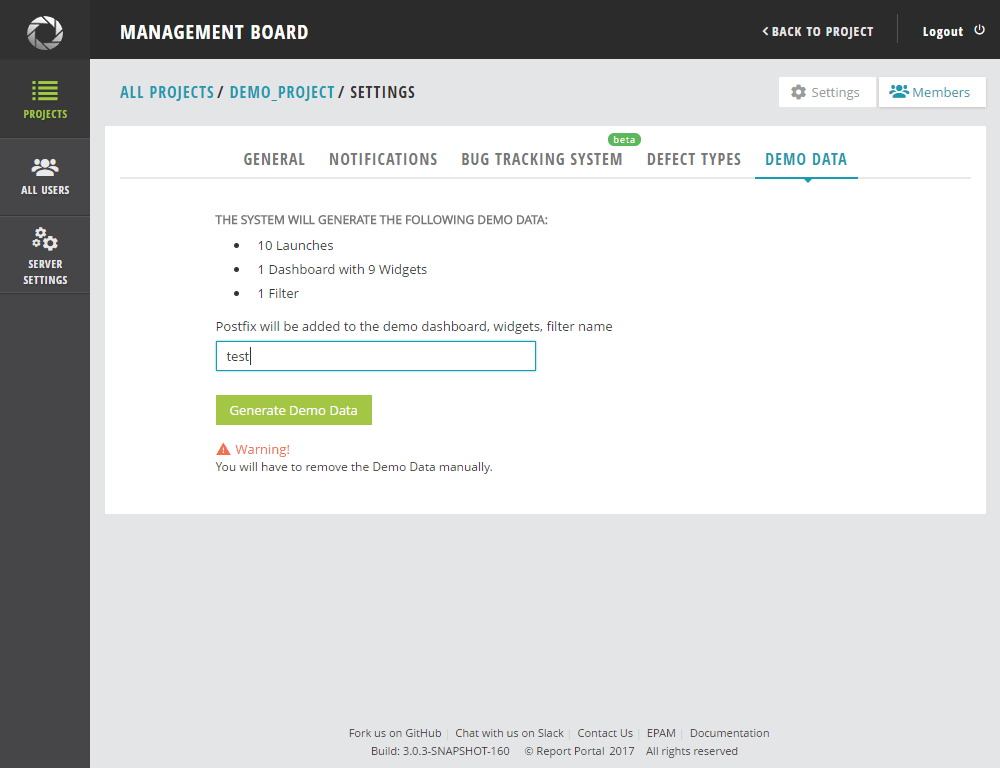 MANAGEMENT BOARD
BACK TO PROJECT
Logout
PROJECTS
ALL USERS
SERVER
SETTINGS
ALL PROJECTS / DEMO_PROJECT / SETTINGS
Settings
Members
beta
GENERAL NOTIFICATIONS BUG TRACKING SYSTEM DEFECT TYPES DEMO DATA
THE SYSTEM WILL GENERATE THE FOLLOWING DEMO DATA:
• 10 Launches
• 1 Dashboard with 9 Widgets
• 1 Filter
Postfix will be added to the demo dashboard, widgets, filter name
test
Generate Demo Data
Warning!
You will have to remove the Demo Data manually.
Fork us on GitHub | Chat with us on Slack | Contact Us | EPAM | Documentation
Build: 3.0.3-SNAPSHOT-160 © Report Portal 2017 All rights reserved